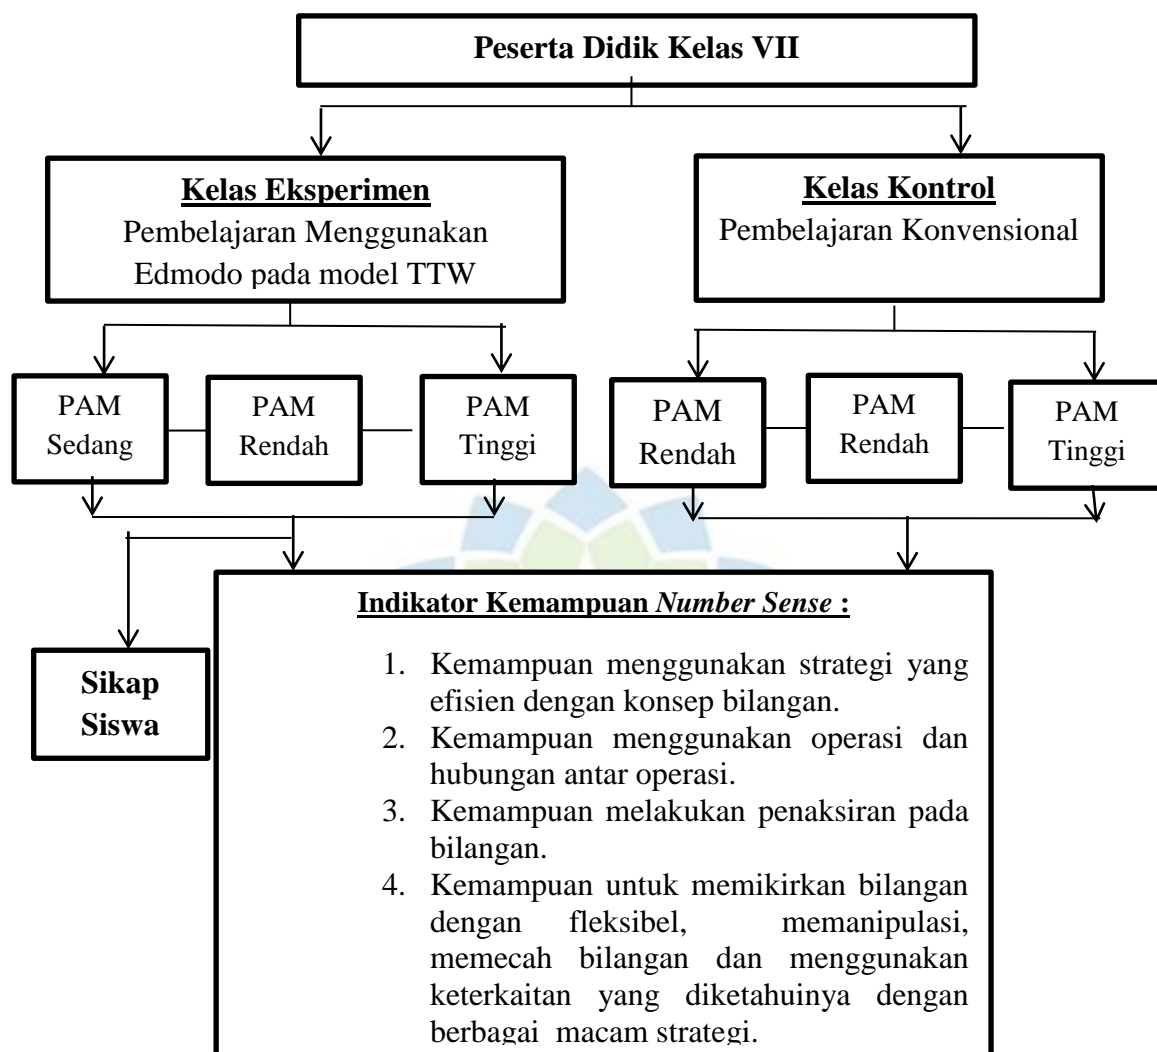 Peserta Didik Kelas VII
Kelas Eksperimen
Pembelajaran Menggunakan
Edmodo pada model TTW
Kelas Kontrol
Pembelajaran Konvensional
PAM
Sedang
PAM
Rendah
PAM
Tinggi
PAM
Rendah
PAM
Rendah
PAM
Tinggi
Sikap
Siswa
Indikator Kemampuan Number Sense :
1. Kemampuan menggunakan strategi yang
efisien dengan konsep bilangan.
2. Kemampuan menggunakan operasi dan
hubungan antar operasi.
3. Kemampuan melakukan penaksiran pada
bilangan.
4. Kemampuan untuk memikirkan bilangan
dengan fleksibel, memanipulasi,
memecah bilangan dan menggunakan
keterkaitan yang diketahuinya dengan
berbagai macam strategi.